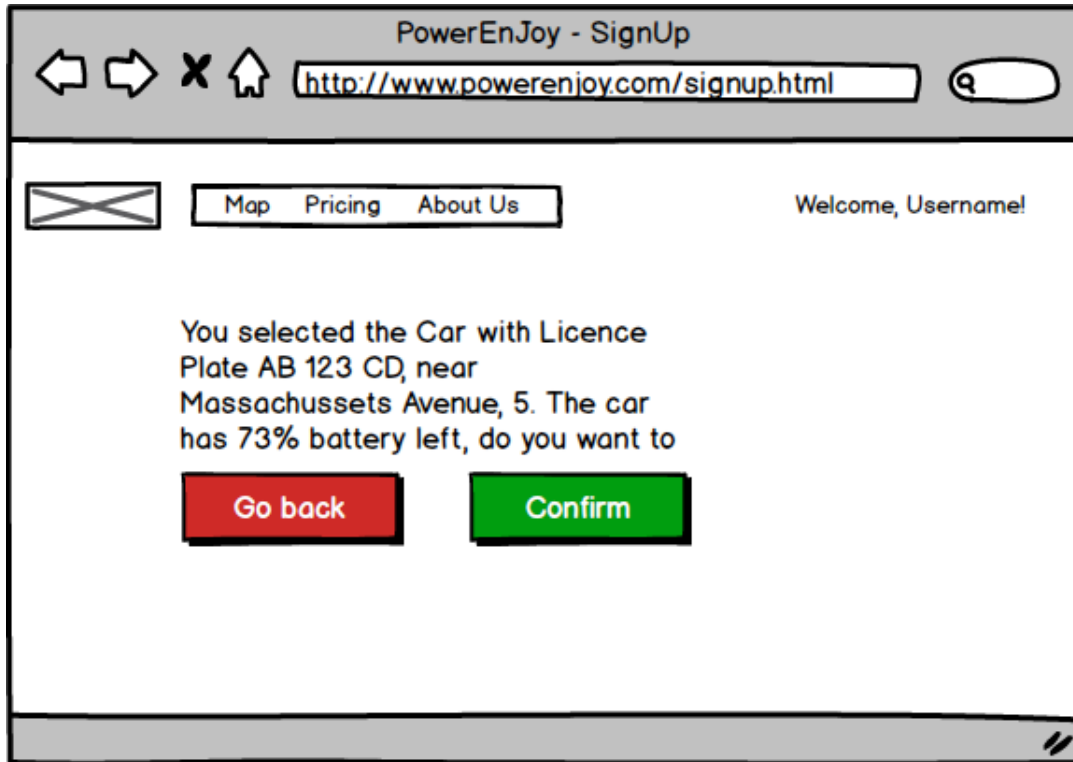 PowerEnJoy - SignUp
http://www.powerenjoy.com/signup.html
Map Pricing About Us Welcome, Username!
You selected the Car with Licence
Plate AB 123 CD, near
Massachussets Avenue, 5. The car
has 73% battery left, do you want to
Go back Confirm